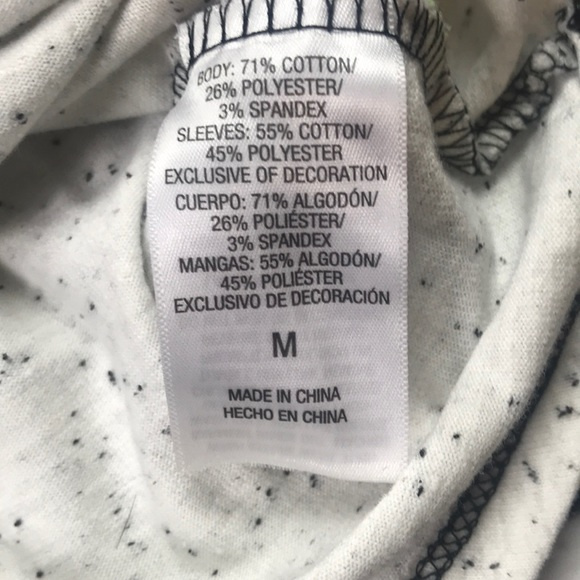 BODY: 71% COTTON/
26% POLYESTER/
3% SPANDEX
SLEEVES: 55% COTTON/
45% POLYESTER
EXCLUSIVE OF DECORATION
CUERPO: 71% ALGODÓN/
26% POLIÉSTER/
3% SPANDEX
MANGAS: 55% ALGODÓN/
45% POLIÉSTER
EXCLUSIVO DE DECORACIÓN
M
MADE IN CHINA
HECHO EN CHINA